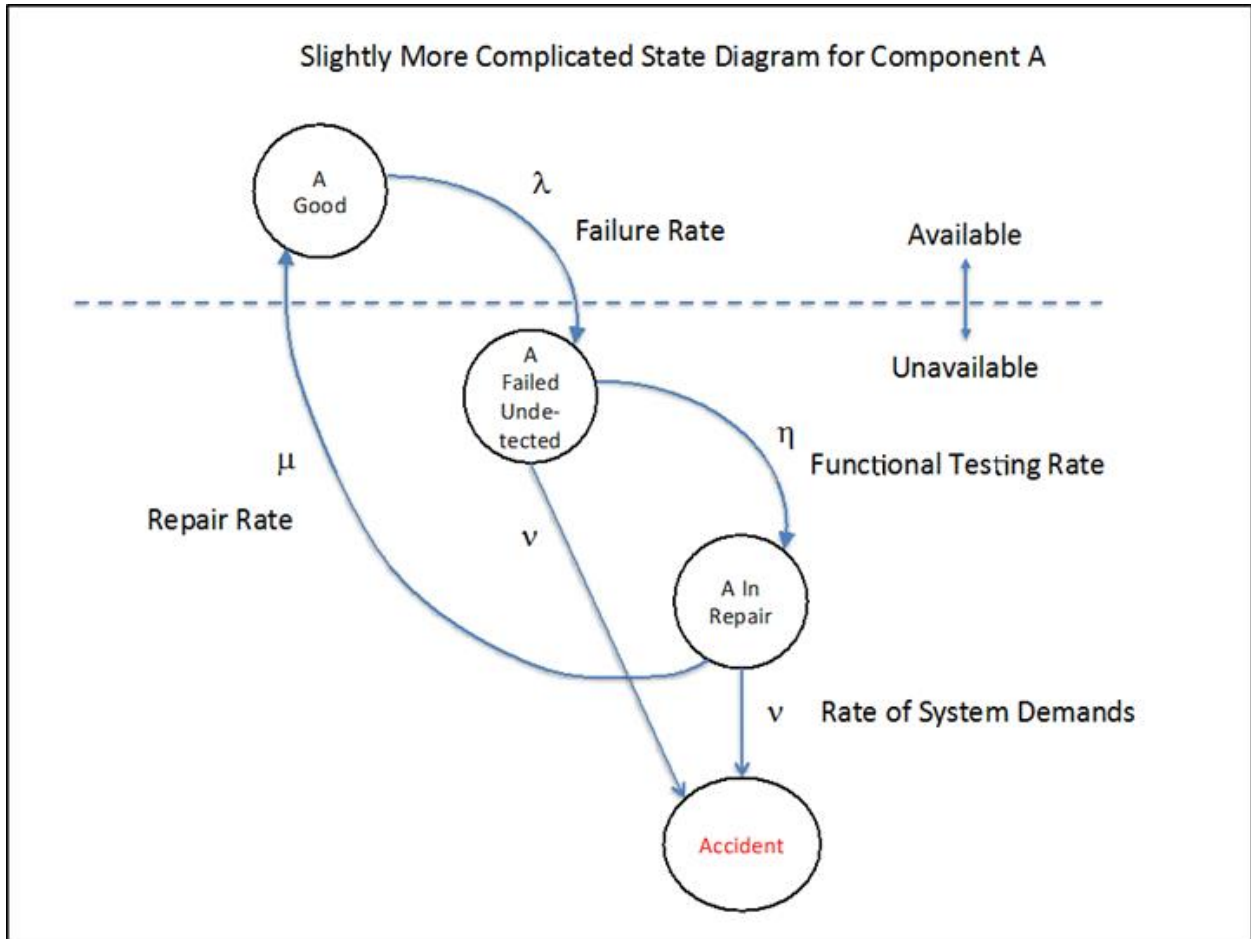 Slightly More Complicated State Diagram for Component A
A
Good
λ
Failure Rate
Available
Unavailable
A
Failed
Unde-
tected
η
Functional Testing Rate
μ
Repair Rate
ν
A In
Repair
ν Rate of System Demands
Accident